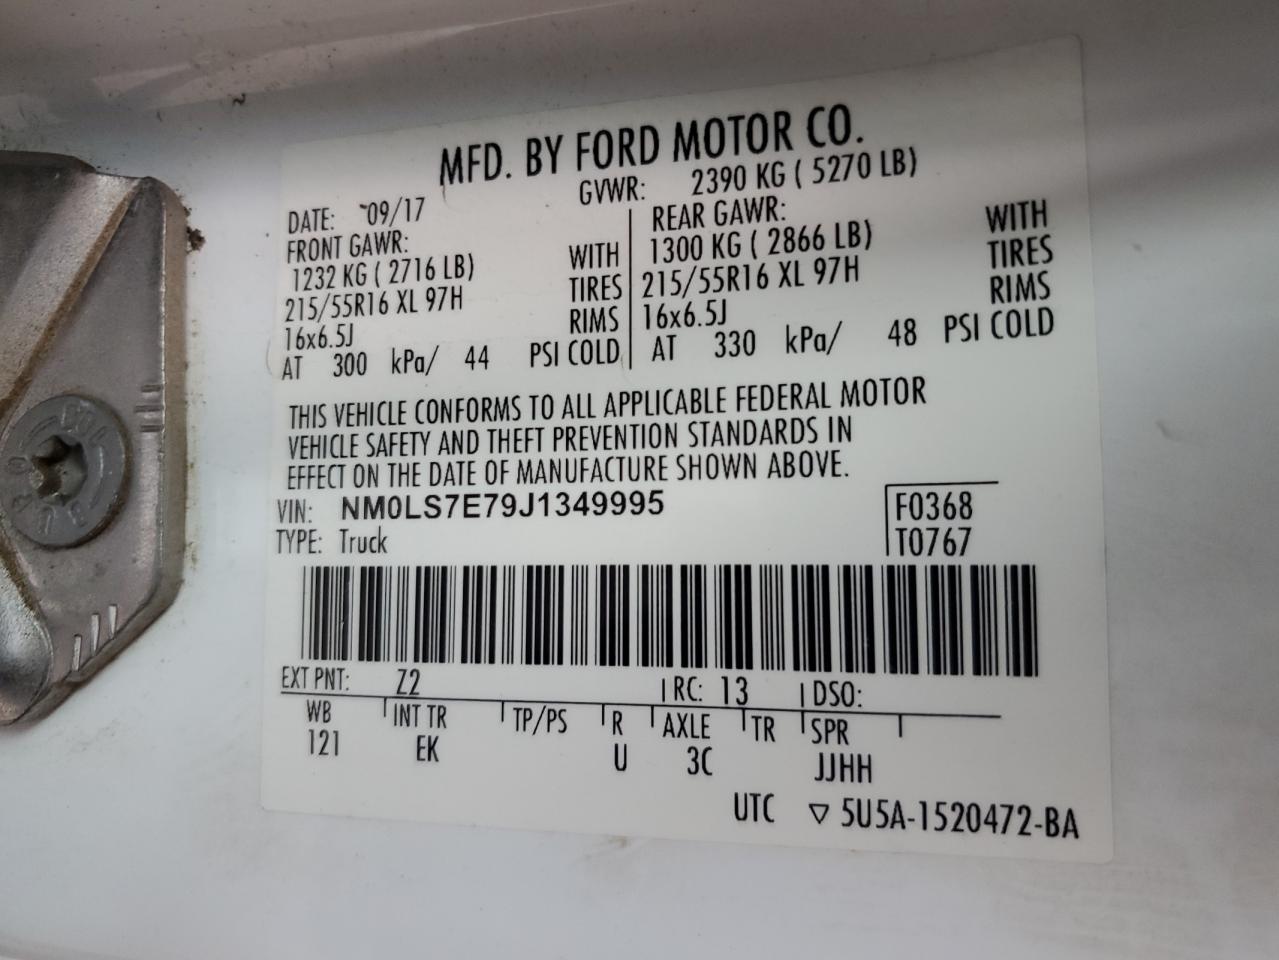 MFD. BY FORD MOTOR CO.
DATE: 09/17 GVWR: 2390 KG ( 5270 LB)
FRONT GAWR: REAR GAWR:
1232 KG ( 2716 LB) WITH 1300 KG ( 2866 LB) WITH
215/55R16 XL 97H TIRES 215/55R16 XL 97H TIRES
16x6.5J RIMS 16x6.5J RIMS
AT 300 kPa/ 44 PSI COLD AT 330 kPa/ 48 PSI COLD
THIS VEHICLE CONFORMS TO ALL APPLICABLE FEDERAL MOTOR
VEHICLE SAFETY AND THEFT PREVENTION STANDARDS IN
EFFECT ON THE DATE OF MANUFACTURE SHOWN ABOVE.
VIN: NM0LS7E79J1349995 F0368
TYPE: Truck T0767
EXT PNT: Z2 RC: 13 DSO:
WB INT TR TP/PS R AXLE TR SPR
121 EK U 3C JJHH
UTC ▽ 5U5A-1520472-BA